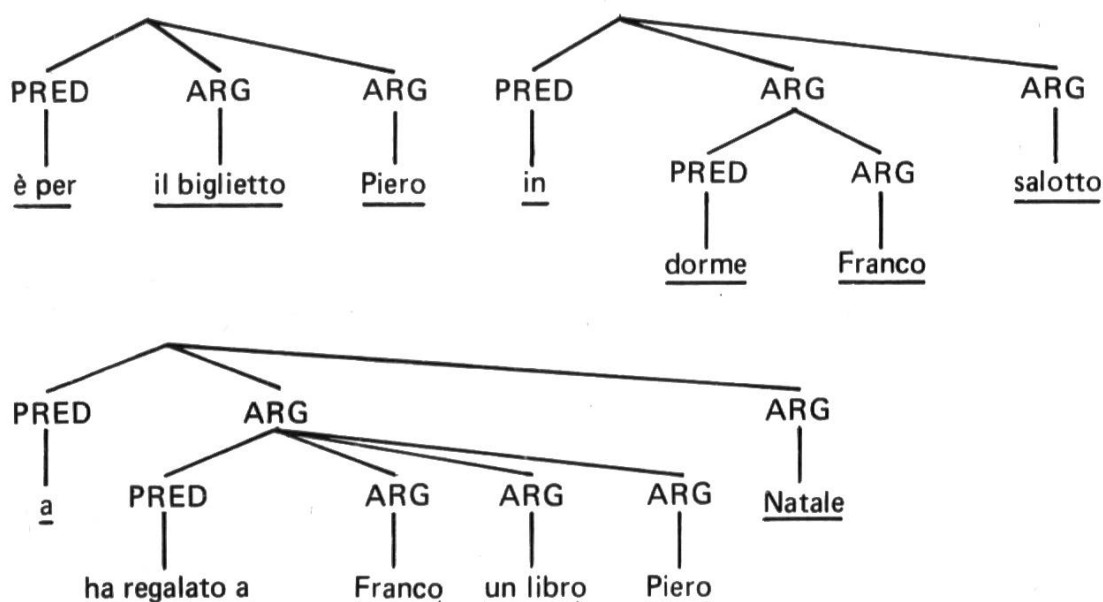 PRED ARG ARG PRED ARG ARG
è per il biglietto Piero in PRED ARG salotto
dorme Franco
PRED ARG ARG
a PRED ARG ARG ARG Natale
ha regalato a Franco un libro Piero